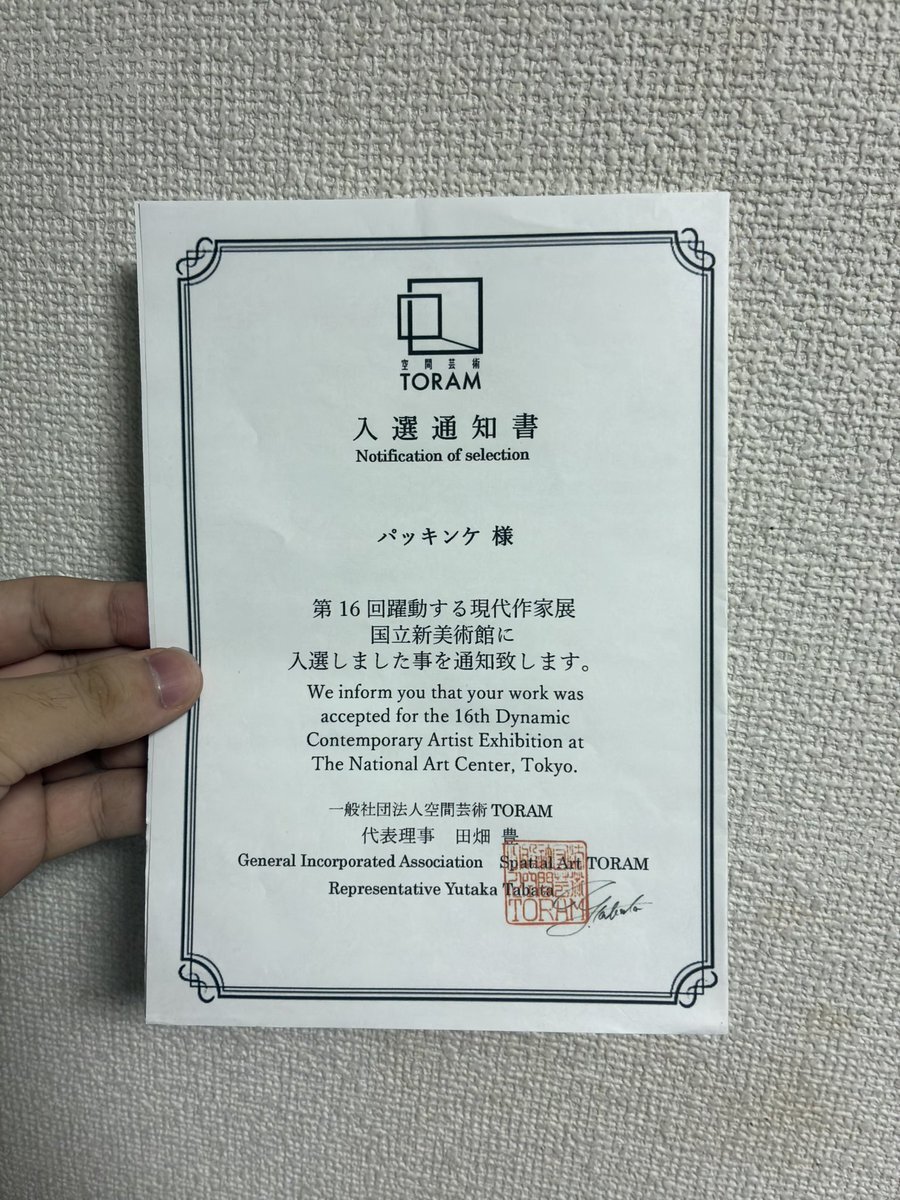 空間芸術
TORAM
入選通知書
Notification of selection
パッキンケ 様
第16回躍動する現代作家展
国立新美術館に
入選しました事を通知致します。
We inform you that your work was
accepted for the 16th Dynamic
Contemporary Artist Exhibition at
The National Art Center, Tokyo.
一般社団法人空間芸術 TORAM
代表理事 田畑 豊
General Incorporated Association Spatial Art TORAM
Representative Yutaka Tabata
TORAM